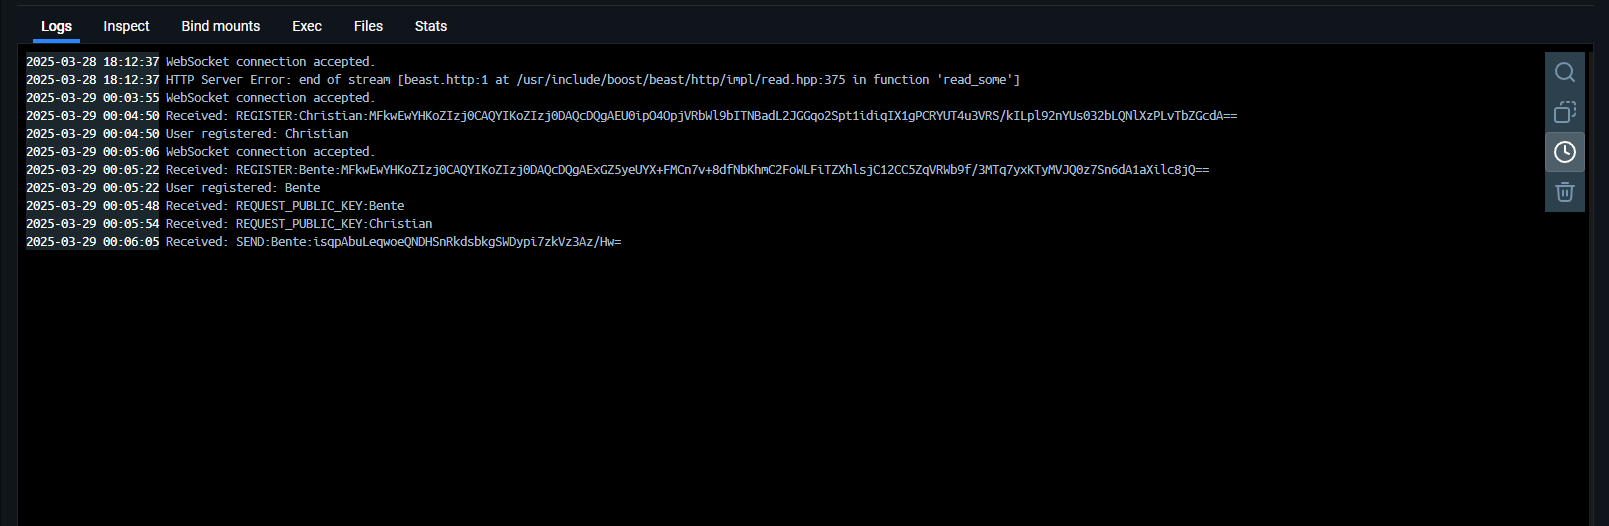 Logs Inspect Bind mounts Exec Files Stats
2025-03-28 18:12:37 WebSocket connection accepted.
2025-03-28 18:12:37 HTTP Server Error: end of stream [beast.http:1 at /usr/include/boost/beast/http/impl/read.hpp:375 in function 'read_some']
2025-03-29 00:03:55 WebSocket connection accepted.
2025-03-29 00:04:50 Received: REGISTER:Christian:MFkwEwYHKoZIzj0CAQYIKoZIzj0DAQcDQgAEU0ipO4OpjVRbWl9bITNBadL2JGGqo2Spt1idiqIX1gPCRYUT4u3VRS/kILpl92nYUs032bLQNlXzPLvTbZGcdA==
2025-03-29 00:04:50 User registered: Christian
2025-03-29 00:05:06 WebSocket connection accepted.
2025-03-29 00:05:22 Received: REGISTER:Bente:MFkwEwYHKoZIzj0CAQYIKoZIzj0DAQcDQgAExGZ5yeUYX+FMCn7v+8dfNbKhmC2FoWLFiTZXhlsjC12CC5ZqVRWb9f/3MTq7yxKTyMVJQ0z7Sn6dA1aXilc8jQ==
2025-03-29 00:05:22 User registered: Bente
2025-03-29 00:05:48 Received: REQUEST_PUBLIC_KEY:Bente
2025-03-29 00:05:54 Received: REQUEST_PUBLIC_KEY:Christian
2025-03-29 00:06:05 Received: SEND:Bente:isqpAbuLeqwoeQNDHSnRkdsbkgSWDypi7zkVz3Az/Hw=